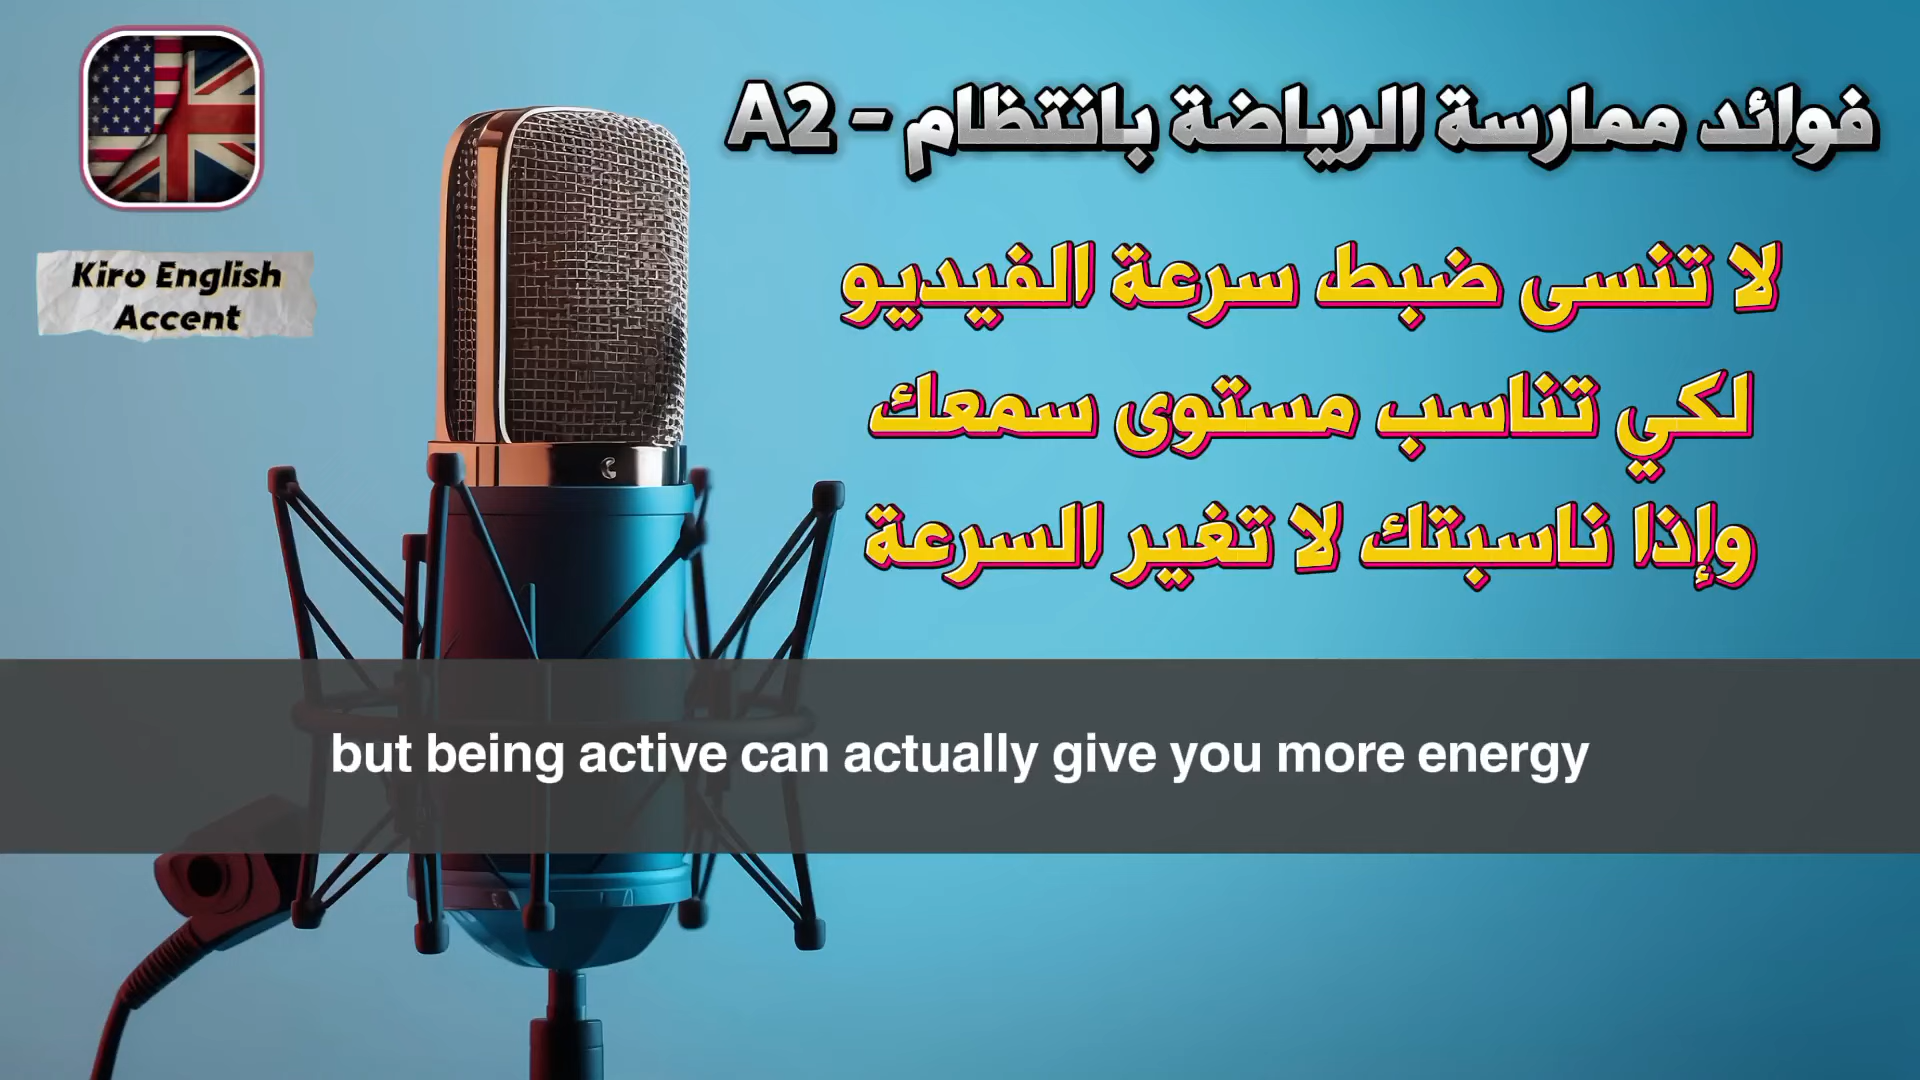 فوائد ممارسة الرياضة بانتظام - A2
Kiro English
Accent
لا تنسى ضبط سرعة الفيديو
لكي تناسب مستوى سمعك
وإذا ناسبتك لا تغير السرعة
but being active can actually give you more energy